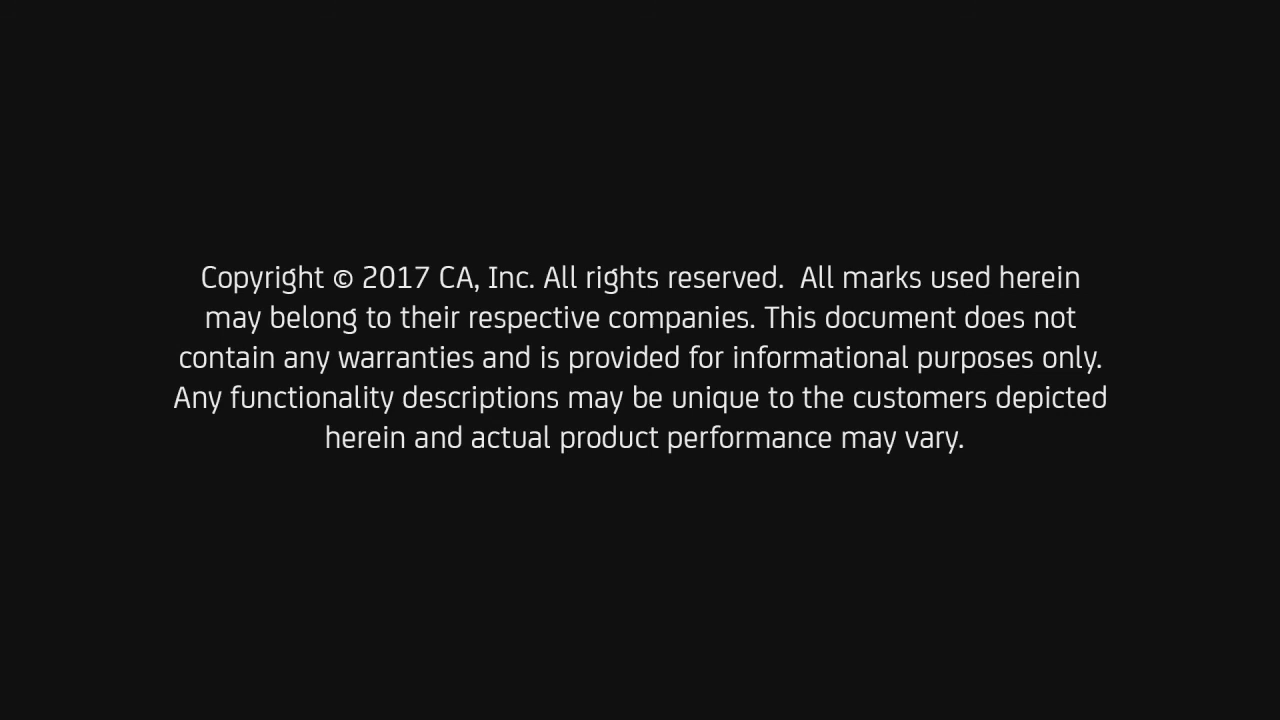 Copyright © 2017 CA, Inc. All rights reserved.  All marks used herein
may belong to their respective companies. This document does not
contain any warranties and is provided for informational purposes only.
Any functionality descriptions may be unique to the customers depicted
herein and actual product performance may vary.